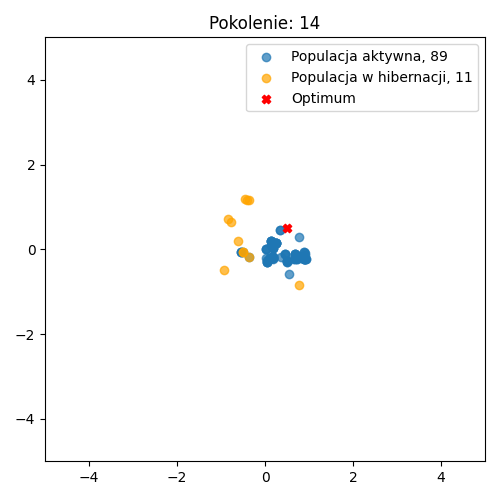 Pokolenie: 14
Populacja aktywna, 89
Populacja w hibernacji, 11
Optimum
4
2
0
−2
−4
−4
−2
0
2
4